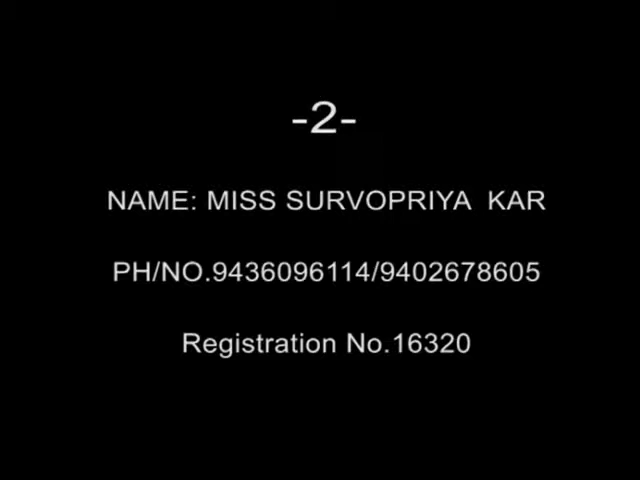 -2-
NAME: MISS SURVOPRIYA  KAR
PH/NO.9436096114/9402678605
Registration No.16320